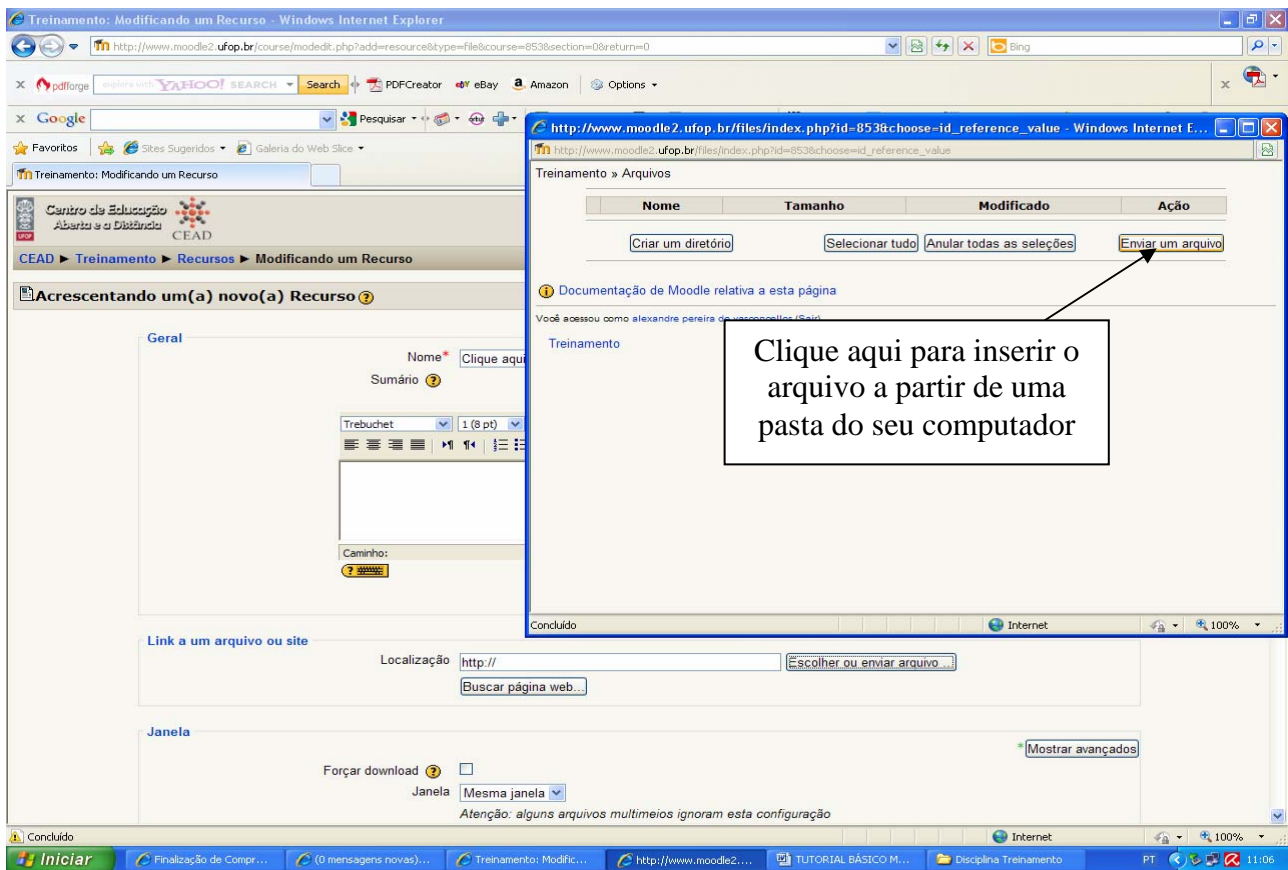 Treinamento: Modificando um Recurso - Windows Internet Explorer
http://www.moodle2.ufop.br/course/modedit.php?add=resource&type=file&course=853&section=0&return=0
Bing
x pdfforge YAHOO! SEARCH Search PDFCreator eBay Amazon Options x
x Google Pesquisar
Favoritos Sites Sugeridos Galeria do Web Slice
Treinamento: Modificando um Recurso
Centro de Educação
Aberta e a Distância
CEAD
UFOP
CEAD ► Treinamento ► Recursos ► Modificando um Recurso
Acrescentando um(a) novo(a) Recurso
Geral
Nome* Clique aqui
Sumário
Trebuchet 1 (8 pt)
Caminho:
Link a um arquivo ou site
Localização http:// Escolher ou enviar arquivo ...
Buscar página web...
Janela
* Mostrar avançados
Forçar download
Janela Mesma janela
Atenção: alguns arquivos multimeios ignoram esta configuração
http://www.moodle2.ufop.br/files/index.php?id=853&choose=id_reference_value - Windows Internet E...
http://www.moodle2.ufop.br/files/index.php?id=853&choose=id_reference_value
Treinamento » Arquivos
Nome Tamanho Modificado Ação
Criar um diretório Selecionar tudo Anular todas as seleções Enviar um arquivo
Documentação de Moodle relativa a esta página
Você acessou como alexandre pereira de vasconcellos (Sair)
Treinamento
Clique aqui para inserir o
arquivo a partir de uma
pasta do seu computador
Concluído Internet 100%
Concluído Internet 100%
Iniciar Finalização de Compr... (0 mensagens novas)... Treinamento: Modific... http://www.moodle2.... TUTORIAL BÁSICO M... Disciplina Treinamento PT 11:06